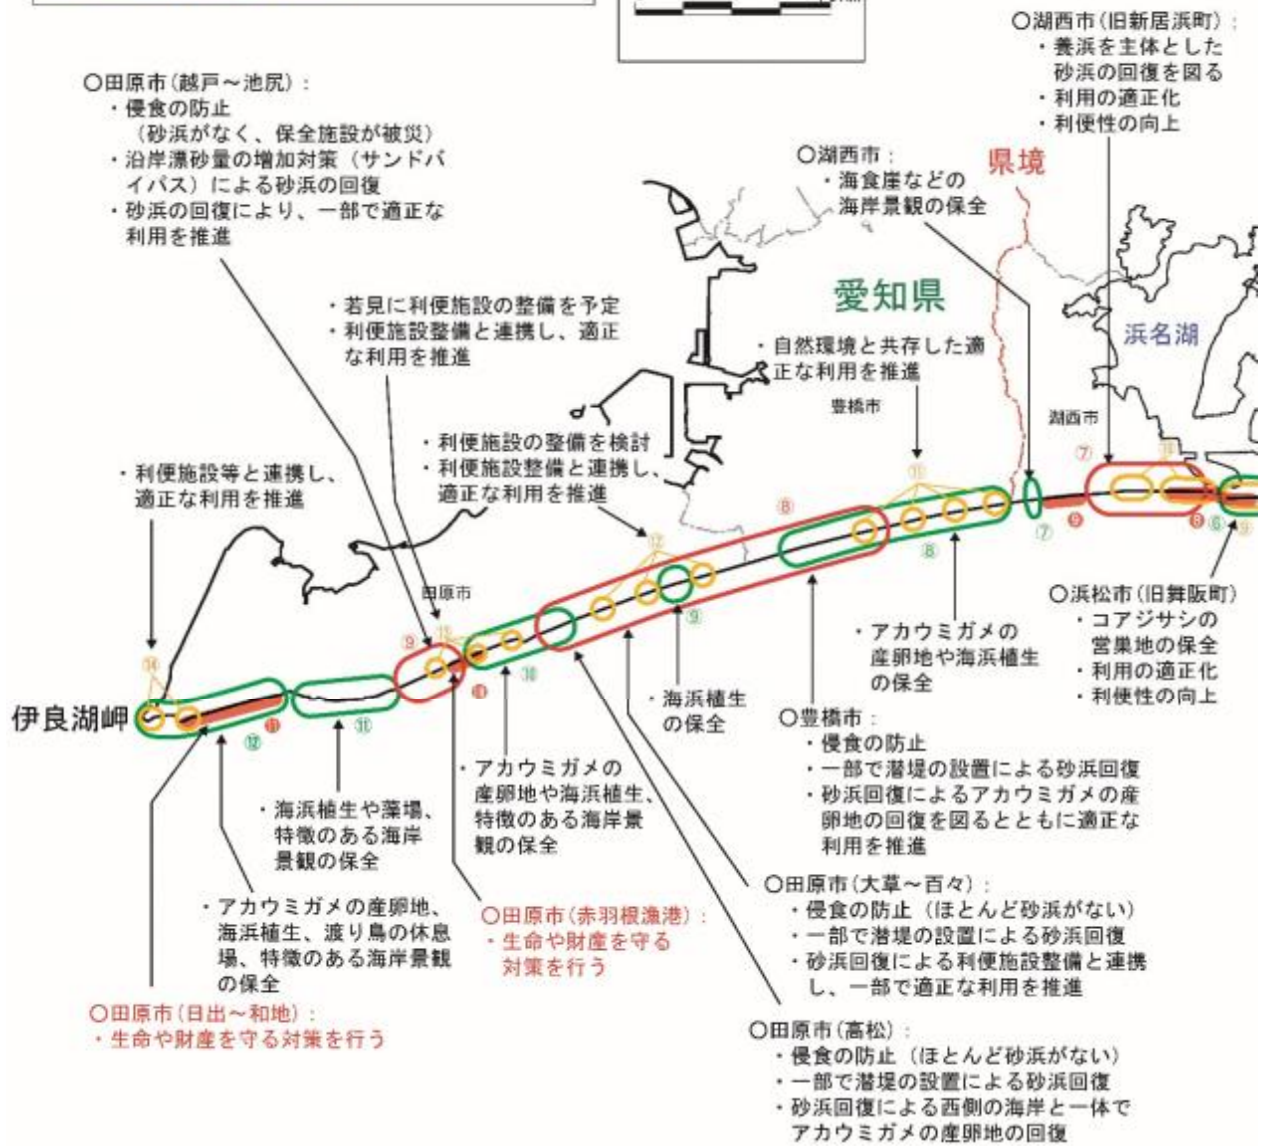 ○湖西市(旧新居浜町):
・養浜を主体とした
砂浜の回復を図る
・利用の適正化
・利便性の向上
○田原市(越戸～池尻):
・侵食の防止
（砂浜がなく、保全施設が被災）
・沿岸漂砂量の増加対策（サンドバ
イパス）による砂浜の回復
・砂浜の回復により、一部で適正な
利用を推進
○湖西市:
・海食崖などの
海岸景観の保全
県境
愛知県
浜名湖
・若見に利便施設の整備を予定
・利便施設整備と連携し、適正
な利用を推進
・自然環境と共存した適
正な利用を推進
豊橋市
湖西市
・利便施設の整備を検討
・利便施設整備と連携し、
適正な利用を推進
・利便施設等と連携し、
適正な利用を推進
⑦
⑧
⑧
⑦
⑨
⑧
⑥
⑨
⑫
⑨
田原市
⑨
⑩
⑭
⑪
⑫
⑪
伊良湖岬
○浜松市(旧舞阪町)
・コアジサシの
営巣地の保全
・利用の適正化
・利便性の向上
・アカウミガメの
産卵地や海浜植生
の保全
・海浜植生
の保全
○豊橋市:
・侵食の防止
・一部で潜堤の設置による砂浜回復
・砂浜回復によるアカウミガメの産
卵地の回復を図るとともに適正な
利用を推進
・アカウミガメの
産卵地や海浜植生、
特徴のある海岸景
観の保全
・海浜植生や藻場、
特徴のある海岸
景観の保全
・アカウミガメの産卵地、
海浜植生、渡り鳥の休息
場、特徴のある海岸景観
の保全
○田原市(赤羽根漁港):
・生命や財産を守る
対策を行う
○田原市(大草～百々):
・侵食の防止（ほとんど砂浜がない）
・一部で潜堤の設置による砂浜回復
・砂浜回復による利便施設整備と連携
し、一部で適正な利用を推進
○田原市(日出～和地):
・生命や財産を守る対策を行う
○田原市(高松):
・侵食の防止（ほとんど砂浜がない）
・一部で潜堤の設置による砂浜回復
・砂浜回復による西側の海岸と一体で
アカウミガメの産卵地の回復